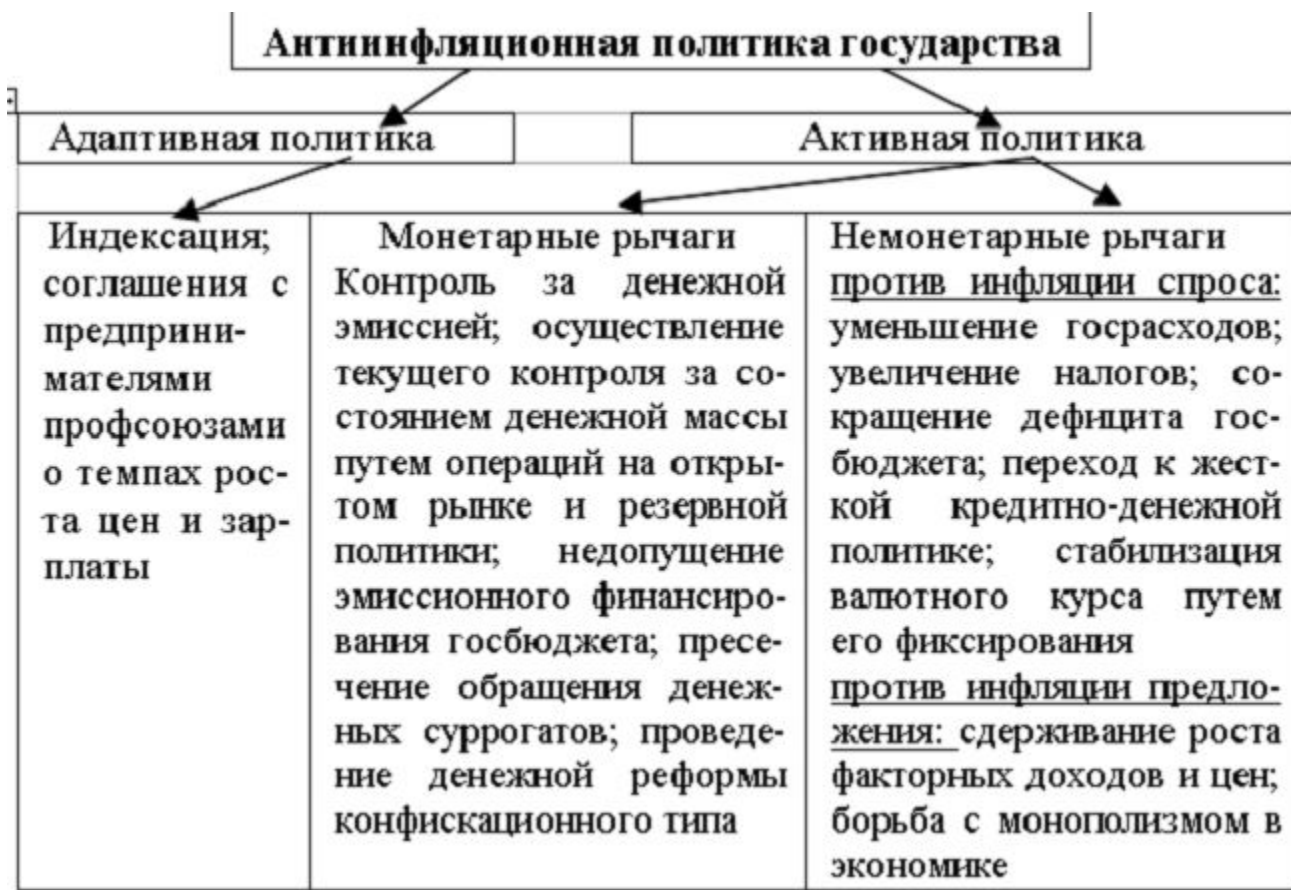 Антиинфляционная политика государства
Адаптивная политика
Активная политика
Индексация;
соглашения с
предприни-
мателями
профсоюзами
о темпах рос-
та цен и зар-
платы
Монетарные рычаги
Контроль за денежной
эмиссией; осуществление
текущего контроля за со-
стоянием денежной массы
путем операций на откры-
том рынке и резервной
политики; недопущение
эмиссионного финансиро-
вания госбюджета; пресе-
чение обращения денеж-
ных суррогатов; проведе-
ние денежной реформы
конфискационного типа
Немонетарные рычаги
против инфляции спроса:
уменьшение госрасходов;
увеличение налогов; со-
кращение дефицита гос-
бюджета; переход к жест-
кой кредитно-денежной
политике; стабилизация
валютного курса путем
его фиксирования
против инфляции предло-
жения: сдерживание роста
факторных доходов и цен;
борьба с монополизмом в
экономике